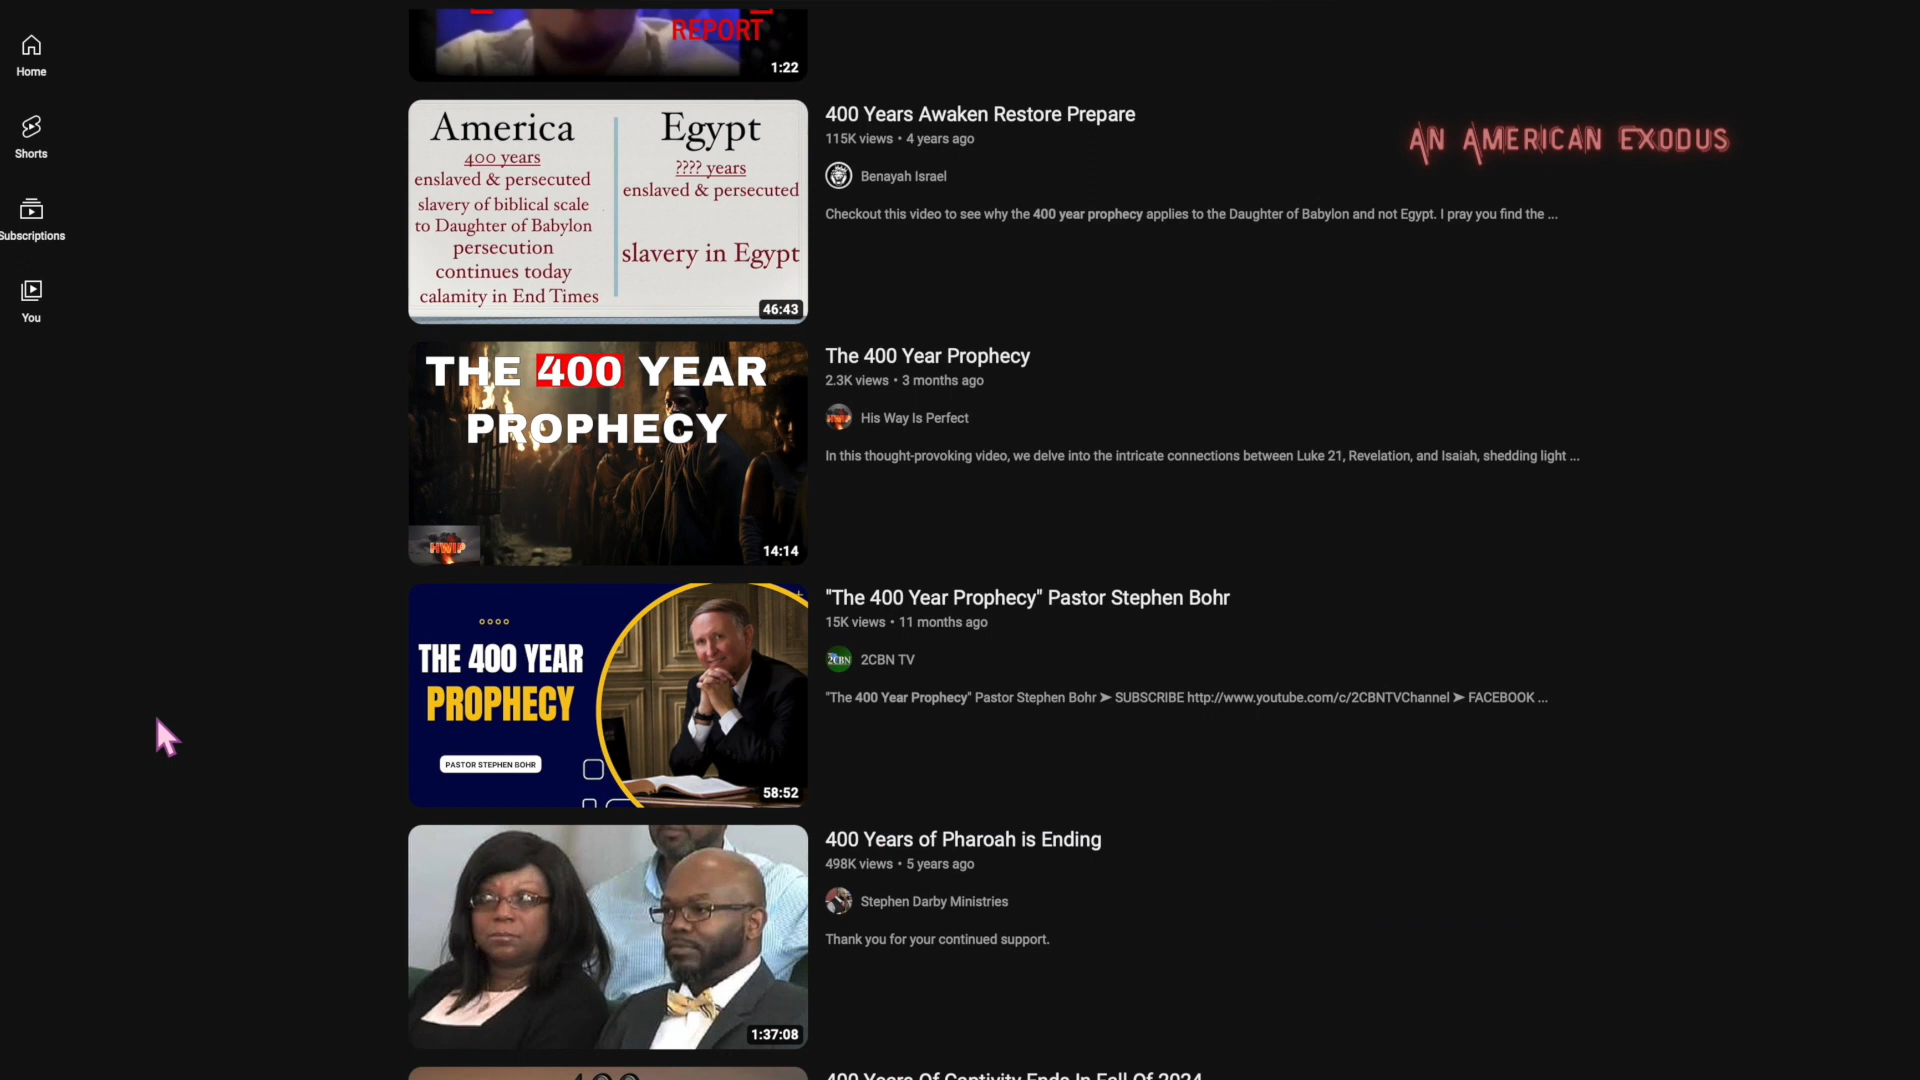 REPORT
1:22
Home
Shorts
Subscriptions
You
AN AMERICAN EXODUS
America
400 years
enslaved & persecuted
slavery of biblical scale
to Daughter of Babylon
persecution
continues today
calamity in End Times
Egypt
???? years
enslaved & persecuted
slavery in Egypt
46:43
400 Years Awaken Restore Prepare
115K views • 4 years ago
Benayah Israel
Checkout this video to see why the 400 year prophecy applies to the Daughter of Babylon and not Egypt. I pray you find the ...
THE 400 YEAR
PROPHECY
HWIP
14:14
The 400 Year Prophecy
2.3K views • 3 months ago
HWIP
His Way Is Perfect
In this thought-provoking video, we delve into the intricate connections between Luke 21, Revelation, and Isaiah, shedding light ...
THE 400 YEAR
PROPHECY
PASTOR STEPHEN BOHR
58:52
"The 400 Year Prophecy" Pastor Stephen Bohr
15K views • 11 months ago
2CBN
2CBN TV
"The 400 Year Prophecy" Pastor Stephen Bohr ➤ SUBSCRIBE http://www.youtube.com/c/2CBNTVChannel ➤ FACEBOOK ...
1:37:08
400 Years of Pharoah is Ending
498K views • 5 years ago
Stephen Darby Ministries
Thank you for your continued support.
400
400 Years Of Captivity Ends In Fall Of 2024